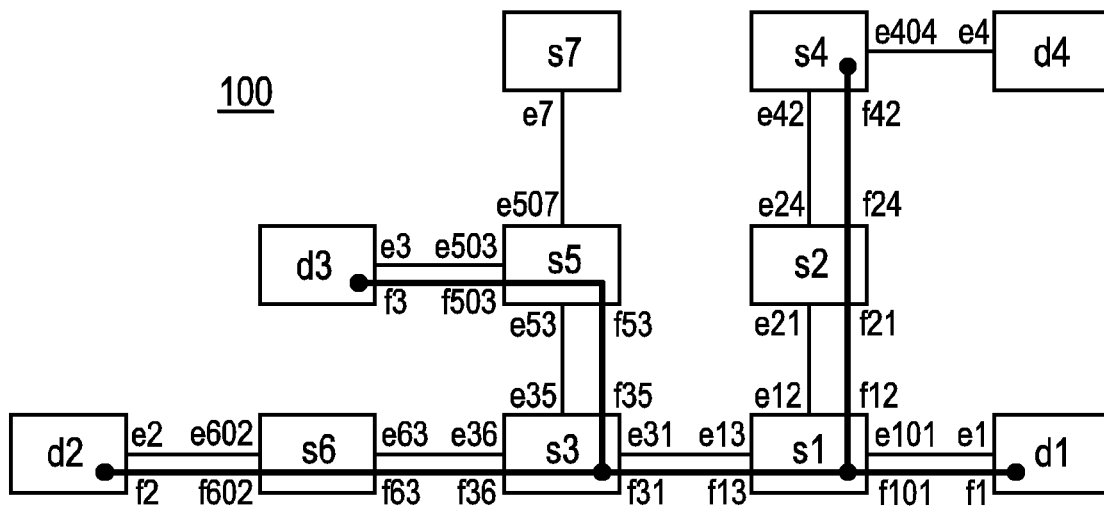 s7 s4 e404 e4 d4
100
e7 e42 f42
e507 e24 f24
d3 e3 e503 s5 s2
f3 f503
e53 f53 e21 f21
e35 f35 e12 f12
d2 e2 e602 s6 e63 e36 s3 e31 e13 s1 e101 e1 d1
f2 f602 f63 f36 f31 f13 f101 f1